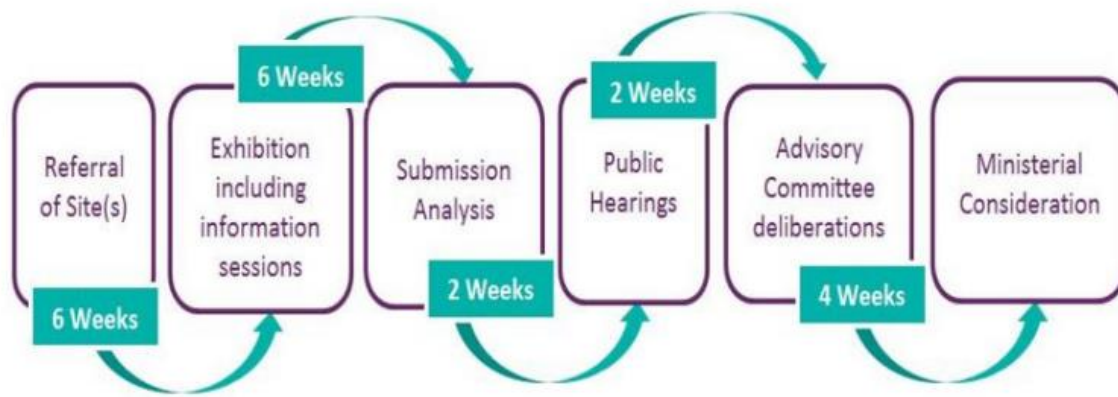 6 Weeks
2 Weeks
Referral
of Site(s)
Exhibition
including
information
sessions
Submission
Analysis
Public
Hearings
Advisory
Committee
deliberations
Ministerial
Consideration
6 Weeks
2 Weeks
4 Weeks